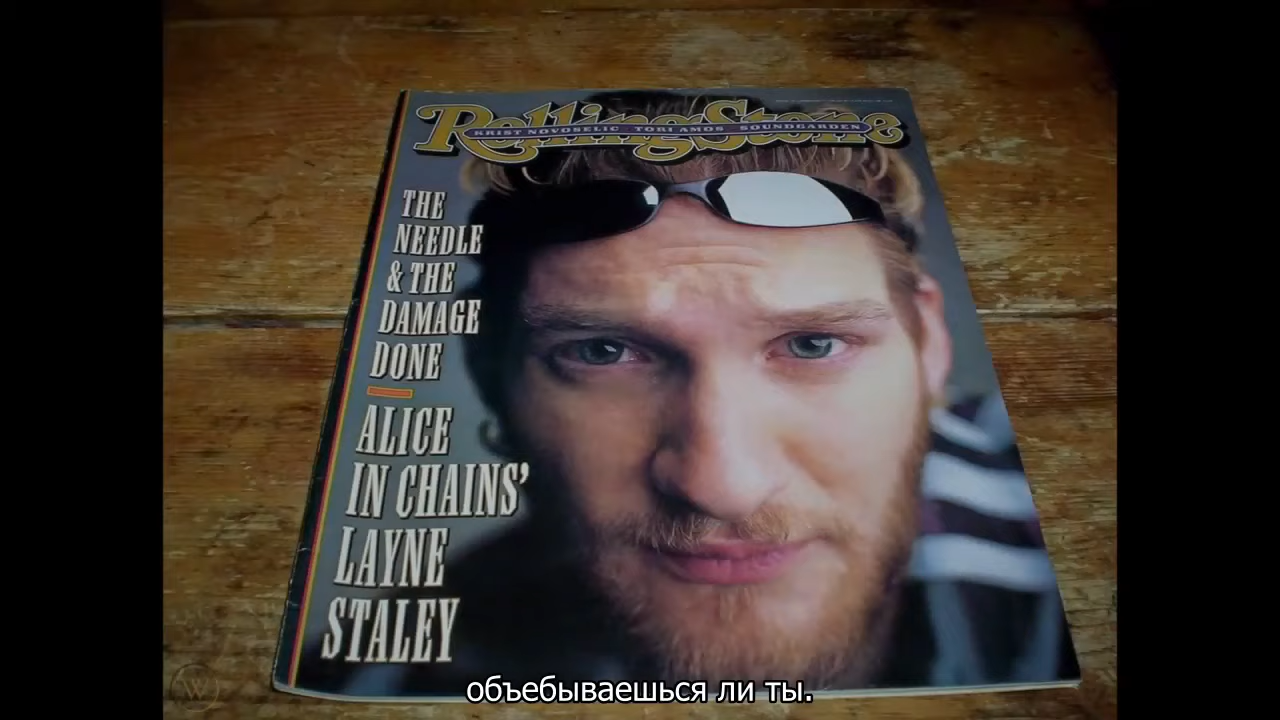 RollingStone
KRIST NOVOSELIC TORI AMOS SOUNDGARDEN
THE
NEEDLE
& THE
DAMAGE
DONE
ALICE
IN CHAINS'
LAYNE
STALEY
W
объебываешься ли ты.